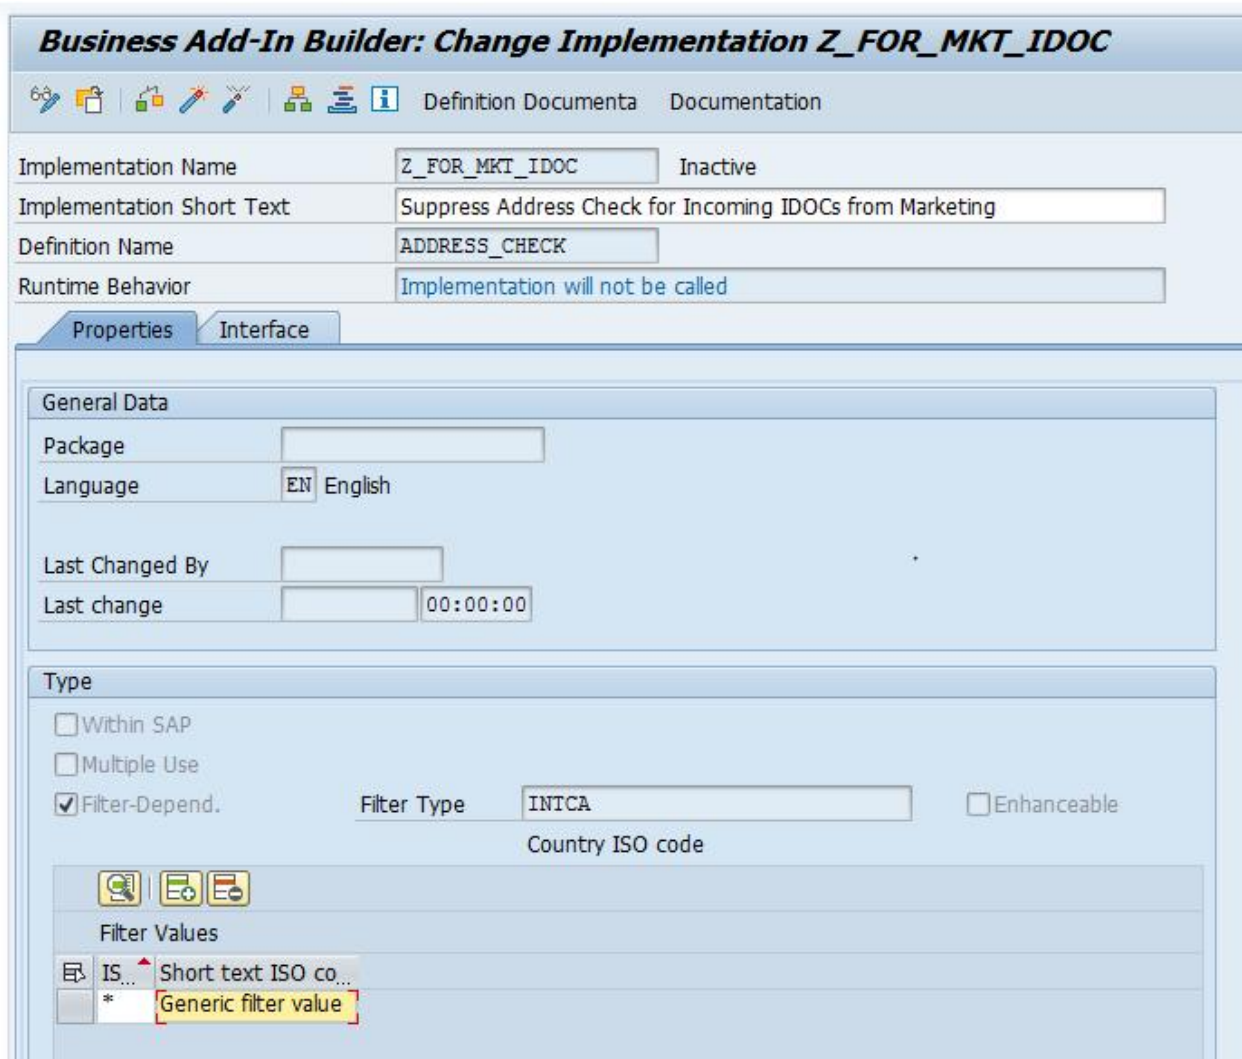 Business Add-In Builder: Change Implementation Z_FOR_MKT_IDOC
Definition Documenta Documentation
Implementation Name Z_FOR_MKT_IDOC Inactive
Implementation Short Text Suppress Address Check for Incoming IDOCs from Marketing
Definition Name ADDRESS_CHECK
Runtime Behavior Implementation will not be called
Properties Interface
General Data
Package
Language EN English
Last Changed By
Last change 00:00:00
Type
Within SAP
Multiple Use
Filter-Depend. Filter Type INTCA Enhanceable
Country ISO code
Filter Values
IS... Short text ISO co...
* Generic filter value